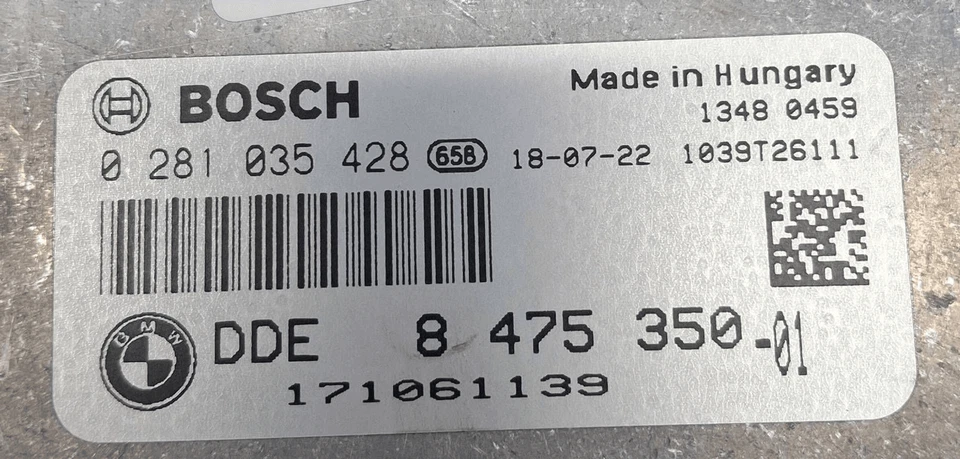 BOSCH
Made in Hungary
1348 0459
0 281 035 428 658 18-07-22 1039T26111
BMW DDE 8 475 350-01
171061139